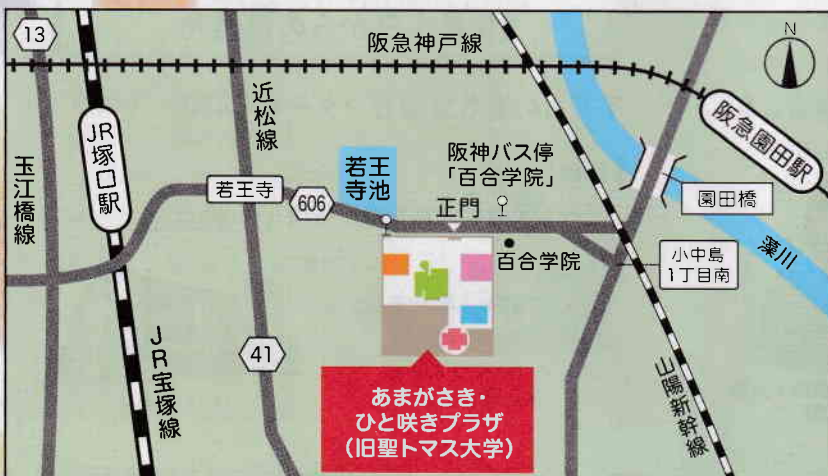 13
阪急神戸線
N
近松線
JR
塚口駅
玉江橋線
阪急園田駅
若王
寺池
阪神バス停
「百合学院」
若王寺
606
正門
園田橋
百合学院
小中島
1丁目南
藻川
41
JR宝塚線
山陽新幹線
あまがさき・
ひと咲きプラザ
(旧聖トマス大学)